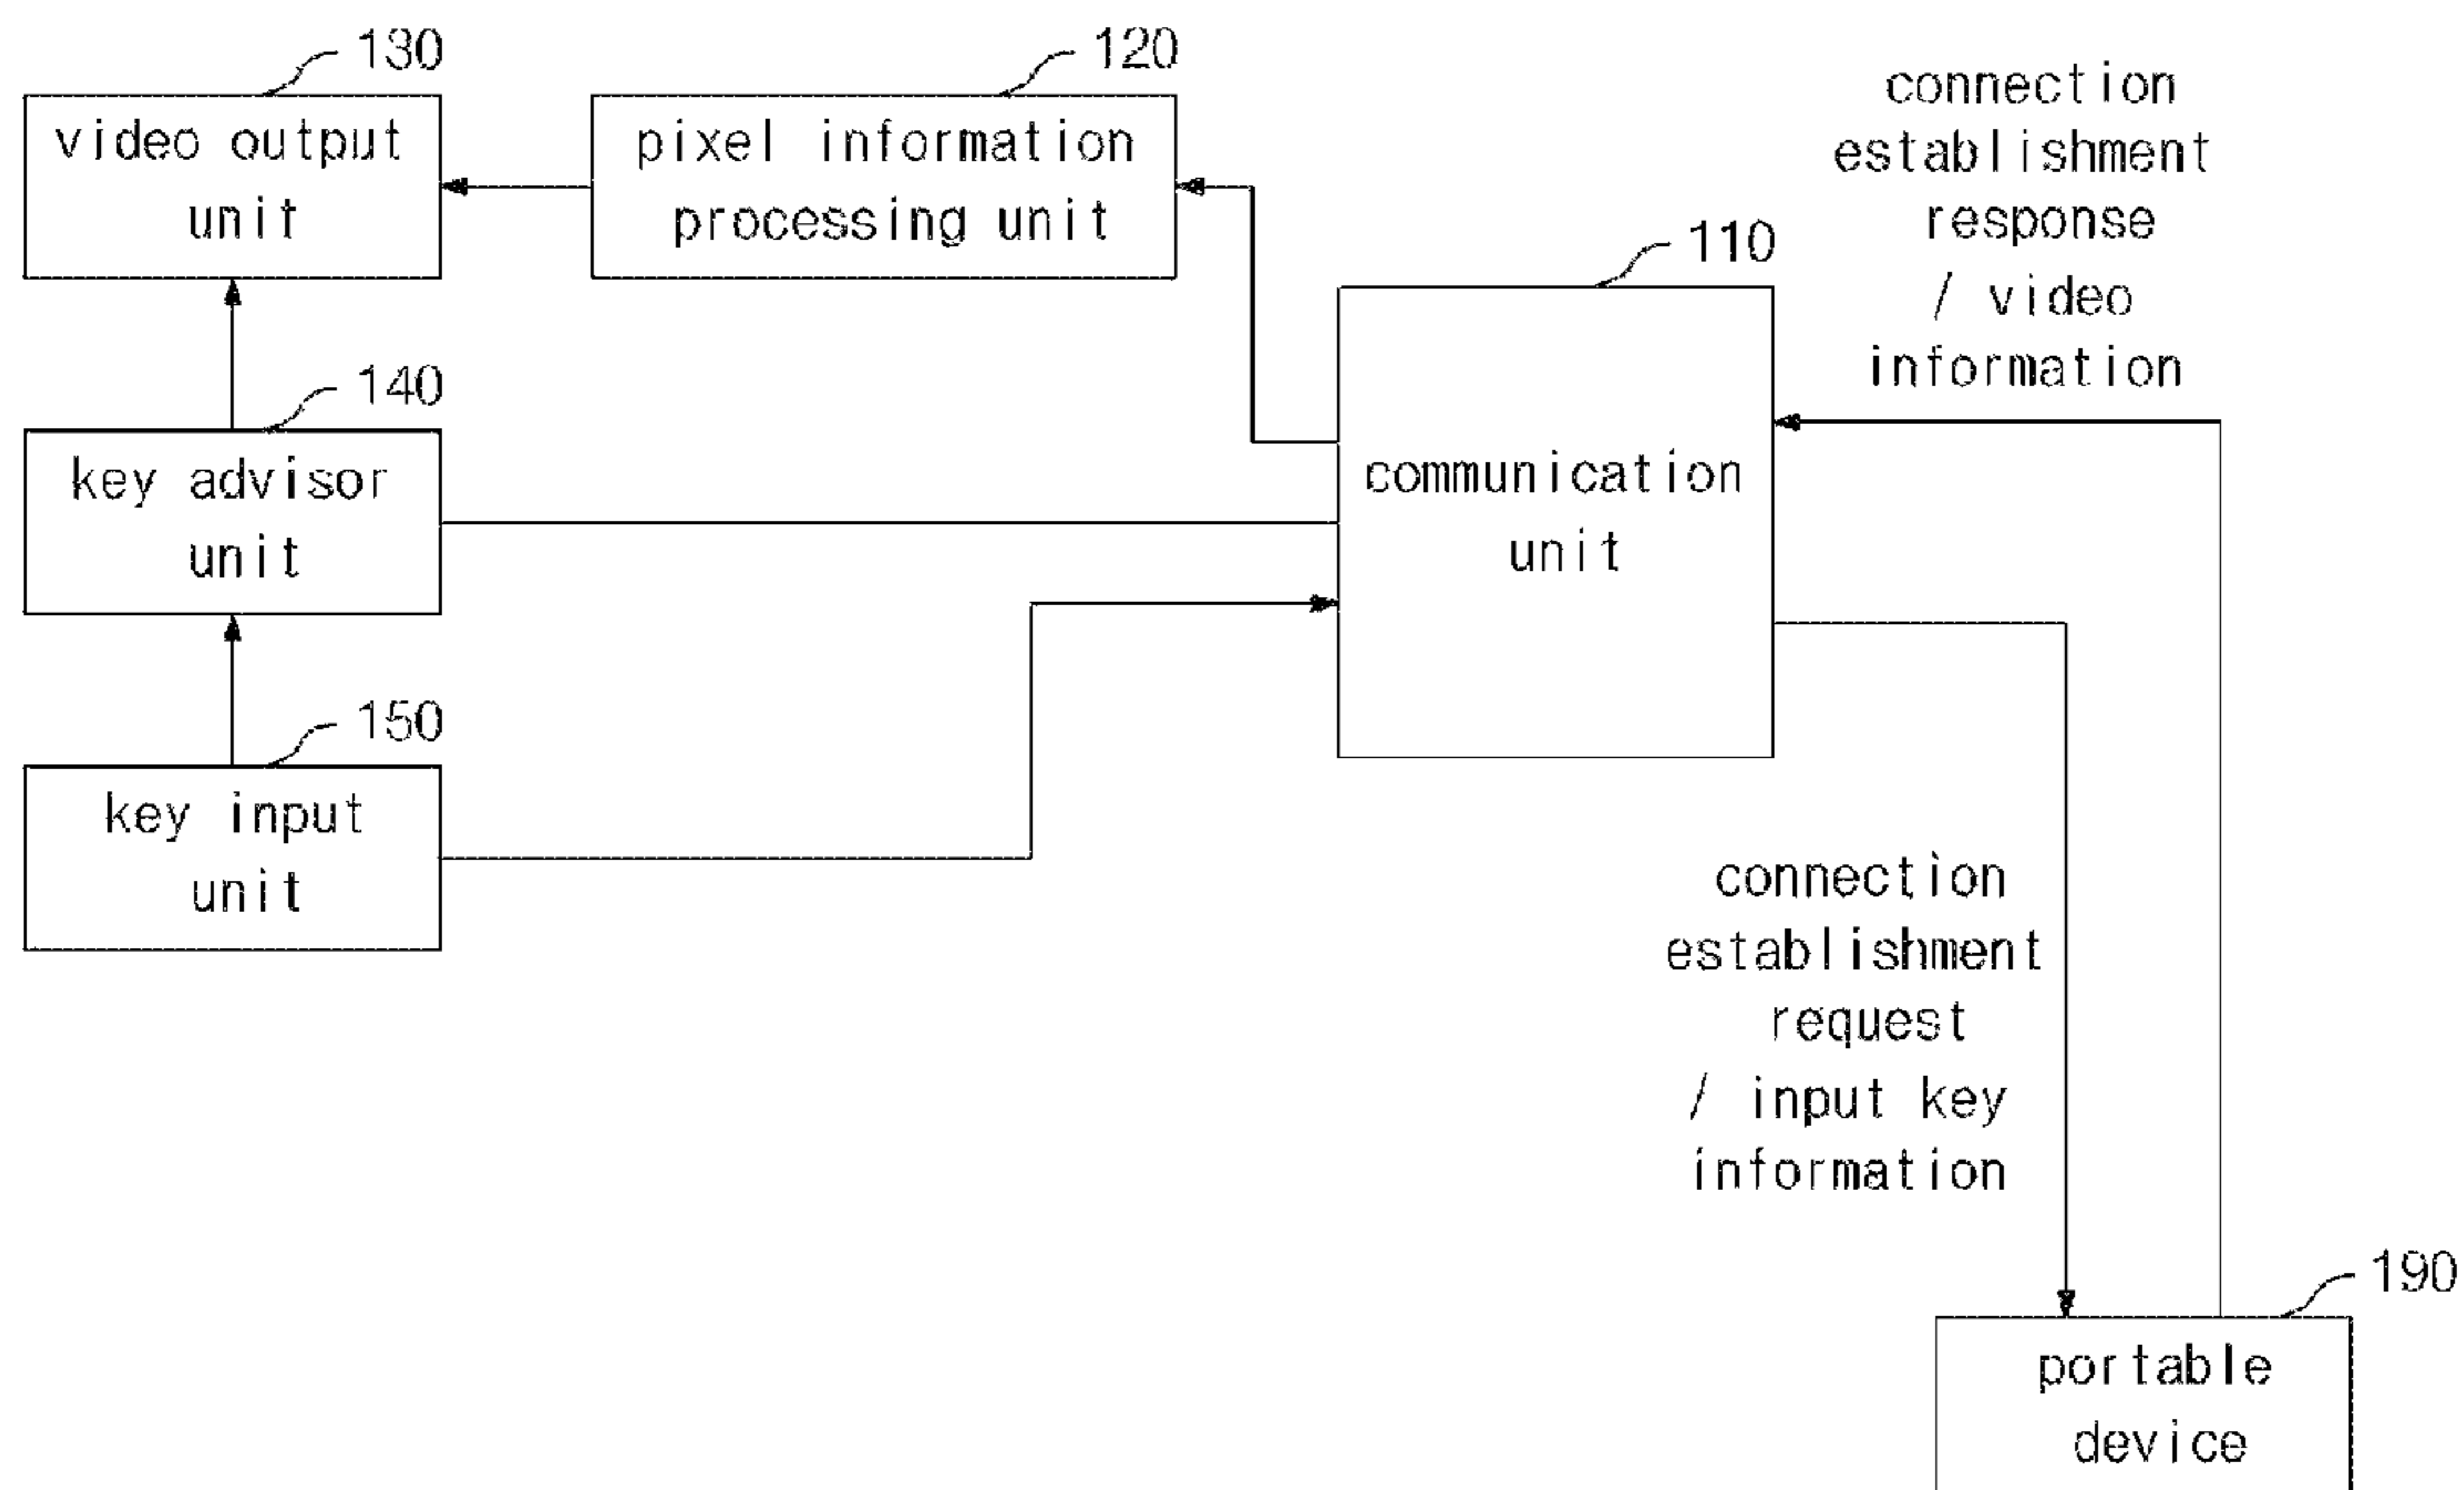 130
video output
unit
120
pixel information
processing unit
connection
establishment
response
/ video
information
110
communication
unit
140
key advisor
unit
150
key input
unit
connection
establishment
request
/ input key
information
190
portable
device